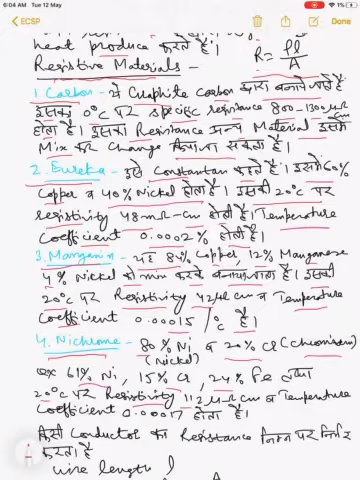 6:04 AM Tue 12 May
1%
ECSP
Done
heat produce करते हैं।
R = ρl/A
Resistive Materials -
1. Carbon - ये Graphite Carbon द्वारा बनाये जाते हैं
इसका 0°C पर specific resistance 800-1300 μΩ cm
होता है। इसका Resistance अन्य Material इसमें
Mix कर Change किया जा सकता है।
2. Eureka - इसे Constantan कहते हैं। इसमें 60%
Copper व 40% Nickel होता है। इसकी 20°C पर
resistivity 48 mΩ-cm होती है। Temperature
Coefficient 0.0002% होती है।
3. Manganin - यह 84% Copper, 12% Manganese
4% Nickel को mix करके बनाया जाता है। इसकी
20°C पर Resistivity 42 μΩ cm व Temperature
Coefficient 0.00015 /°C है।
4. Nichrome - 80% Ni व 20% Cr (Chromium)
(Nickel)
61% Ni, 15% Cr, 24% Fe तथा
20°C पर Resistivity 112 μΩ cm व Temperature
Coefficient 0.00017 होता है।
किसी Conductor का Resistance निम्न पर निर्भर
करता है
wire length l
A